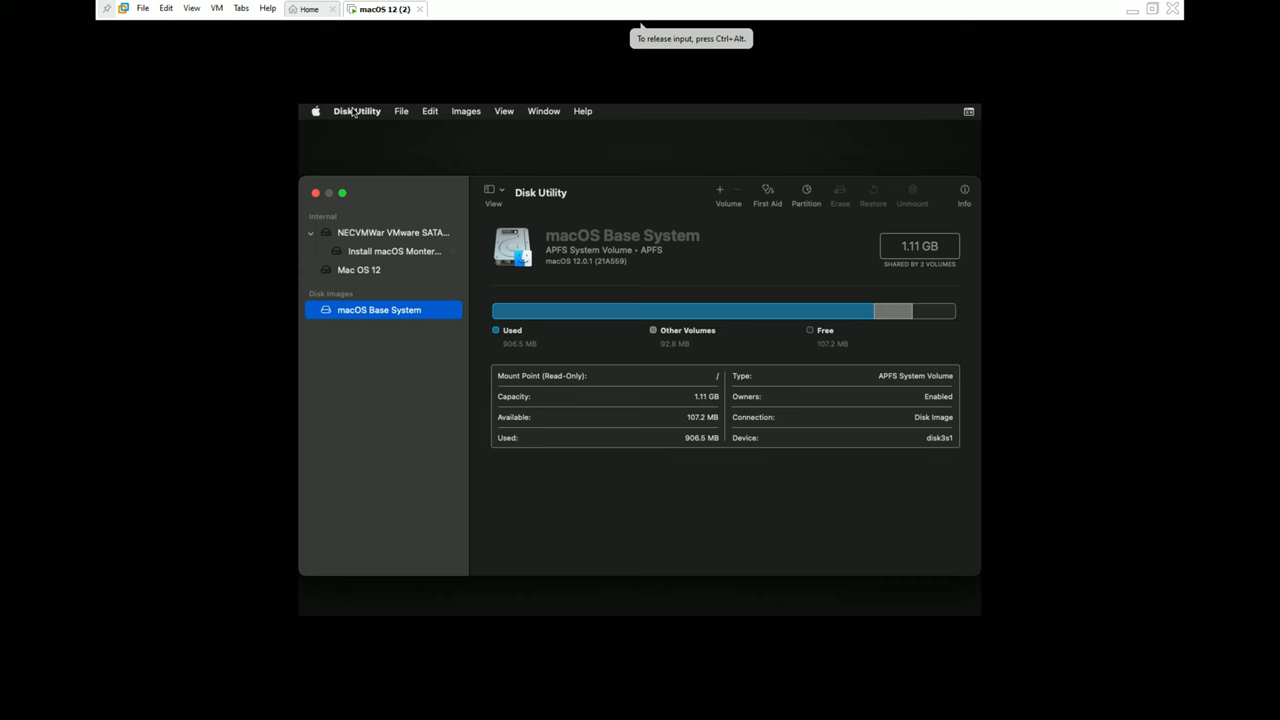 File Edit View VM Tabs Help Home macOS 12 (2)
To release input, press Ctrl+Alt.
Disk Utility File Edit Images View Window Help
View Disk Utility Volume First Aid Partition Erase Restore Unmount Info
Internal
NECVMWar VMware SATA...
Install macOS Monter...
Mac OS 12
Disk Images
macOS Base System
macOS Base System
APFS System Volume • APFS
macOS 12.0.1 (21A559)
1.11 GB
SHARED BY 2 VOLUMES
Used Other Volumes Free
906.5 MB 92.8 MB 107.2 MB
Mount Point (Read-Only): / Type: APFS System Volume
Capacity: 1.11 GB Owners: Enabled
Available: 107.2 MB Connection: Disk Image
Used: 906.5 MB Device: disk3s1